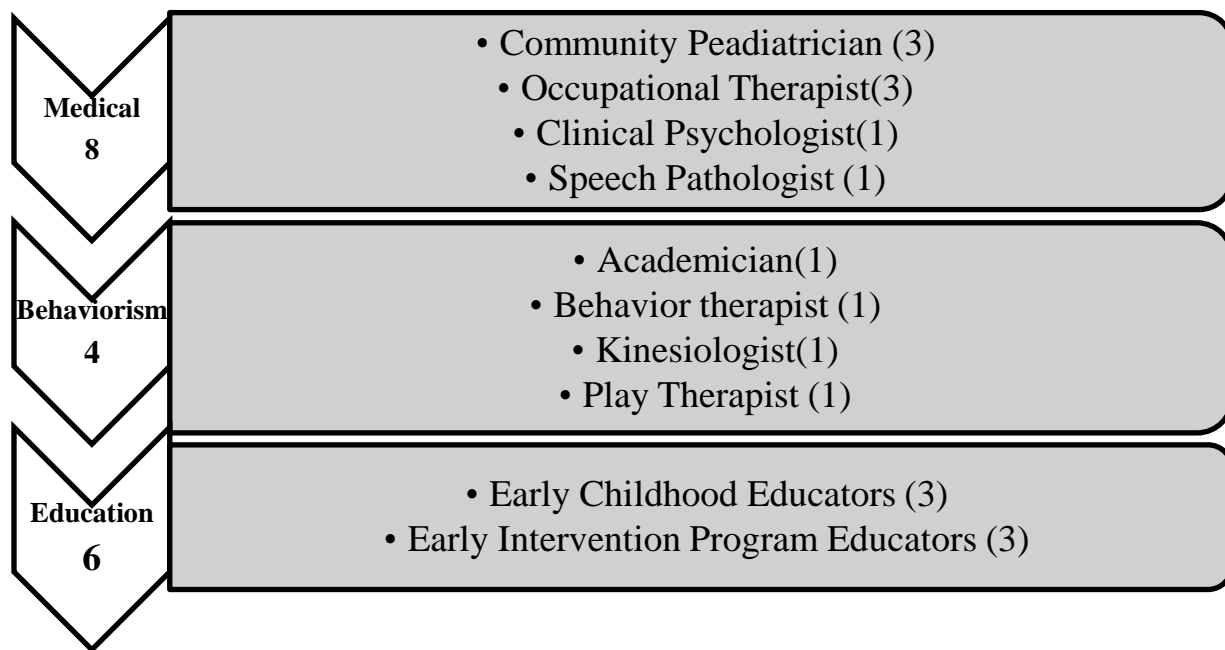 Medical
8
• Community Peadiatrician (3)
• Occupational Therapist(3)
• Clinical Psychologist(1)
• Speech Pathologist (1)
Behaviorism
4
• Academician(1)
• Behavior therapist (1)
• Kinesiologist(1)
• Play Therapist (1)
Education
6
• Early Childhood Educators (3)
• Early Intervention Program Educators (3)